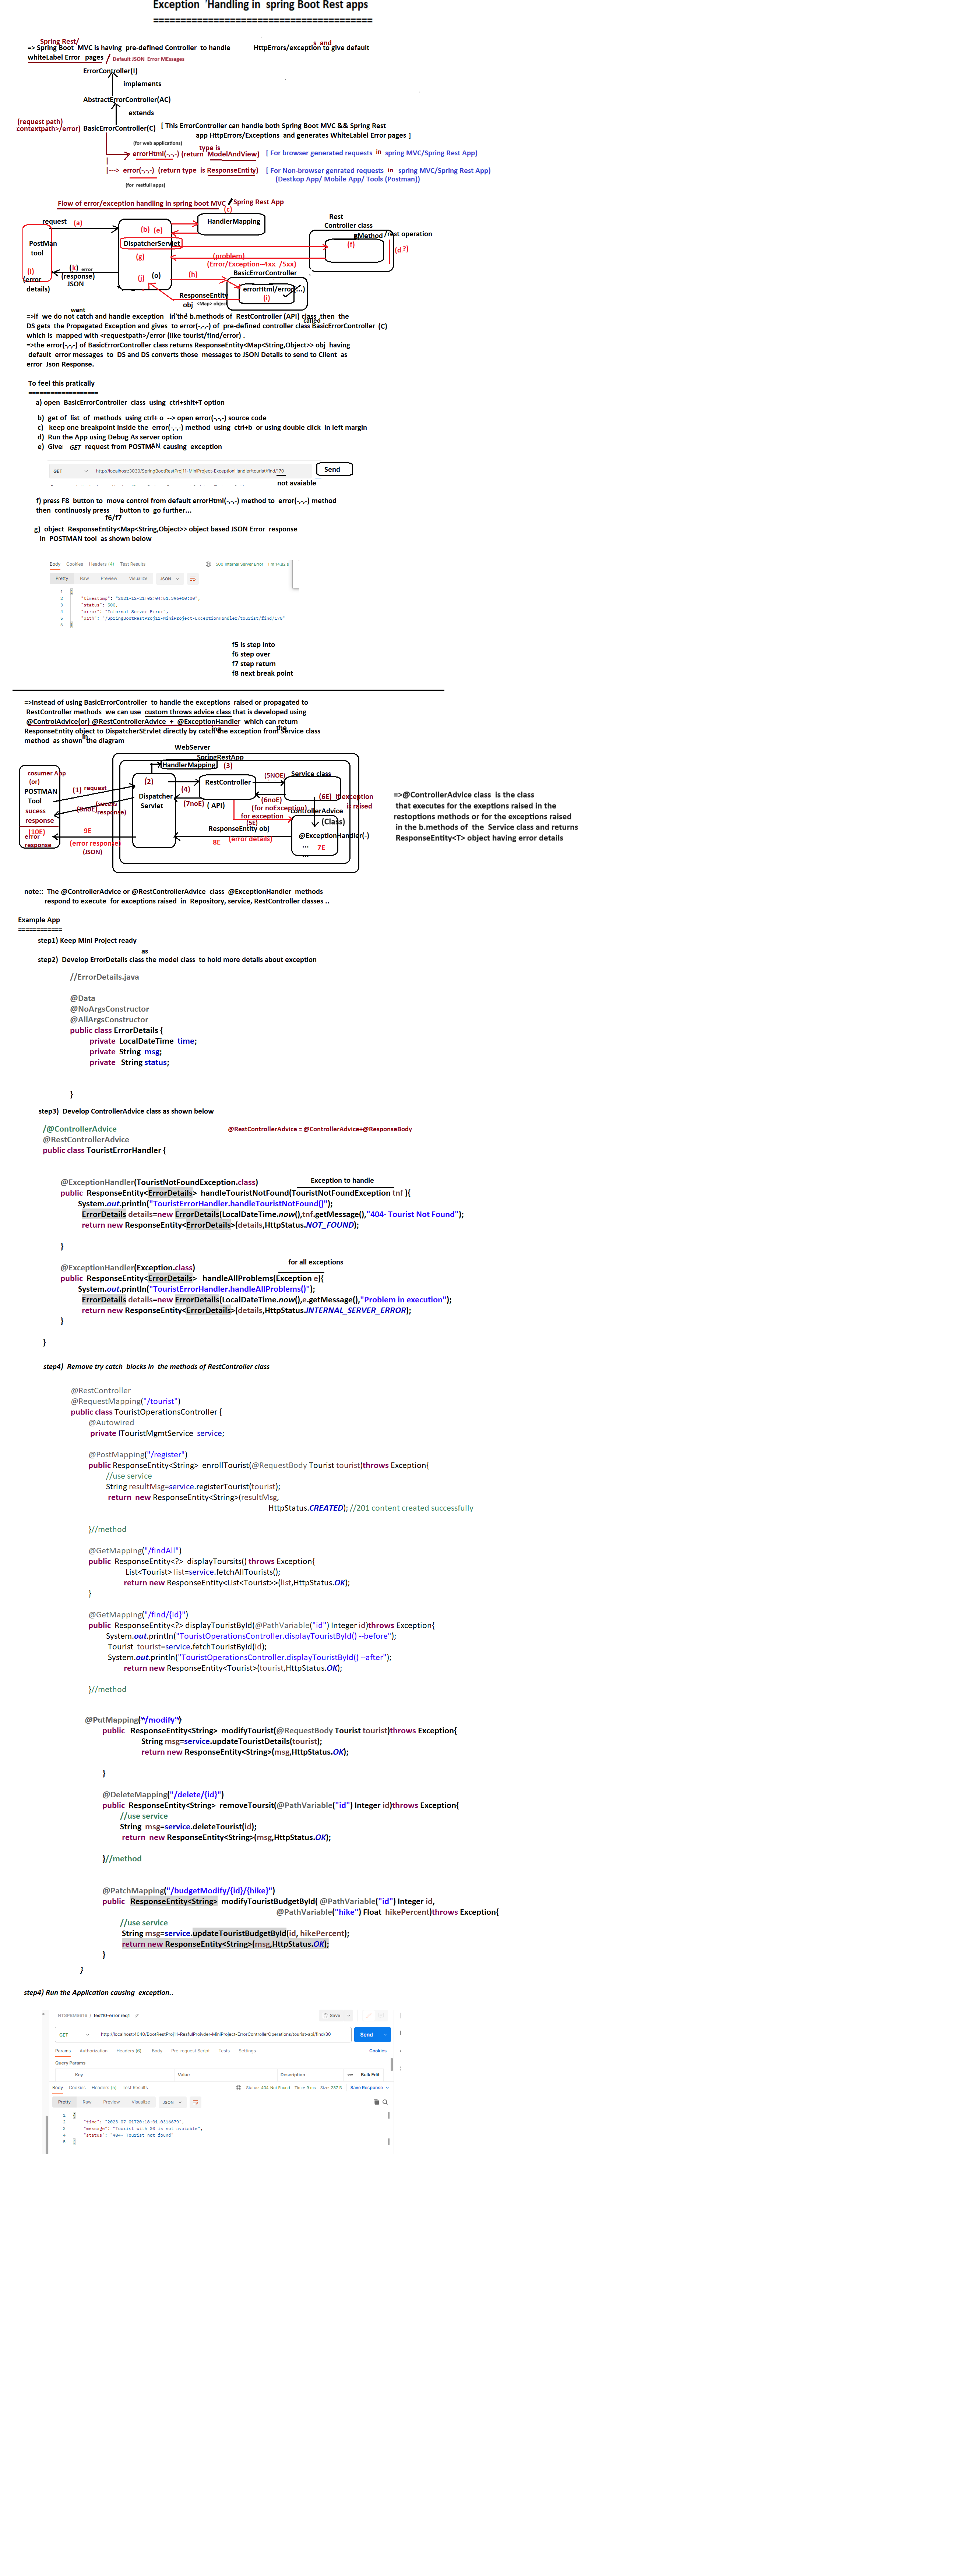 Exception 'Handling in spring Boot Rest apps
=====================================
Spring Rest/
s and
=> Spring Boot MVC is having pre-defined Controller to handle HttpErrors/exception to give default
whiteLabel Error pages / Default JSON Error MEssages
ErrorController(I)
implements
AbstractErrorController(AC)
extends
(request path)
contextpath>/error) BasicErrorController(C) [ This ErrorController can handle both Spring Boot MVC && Spring Rest
app HttpErrors/Exceptions and generates WhiteLablel Error pages ]
(for web applications)
type is
errorHtml(-,-,-) (return ModelAndView) [ For browser generated requests in spring MVC/Spring Rest App)
|---> error(-,-,-) (return type is ResponseEntity) [ For Non-browser genrated requests in spring MVC/Spring Rest App)
(Destkop App/ Mobile App/ Tools (Postman))
(for restfull apps)
Flow of error/exception handling in spring boot MVC / Spring Rest App
(c)
request (a)
HandlerMapping
Rest
Controller class
bMethod /rest operation
(b) (e)
PostMan
tool
DispatcherServlet
(f)
(d ?)
(g)
(problem)
(Error/Exception--4xx /5xx)
(l)
(error
details)
(k) error
(response)
JSON
(j) (o)
(h)
BasicErrorController
errorHtml/error(...)
(i)
ResponseEntity
obj <Map> object
want
=>if we do not catch and handle exception in the b.methods of RestController (API) class then the
called
DS gets the Propagated Exception and gives to error(-,-,-) of pre-defined controller class BasicErrorController (C)
which is mapped with <requestpath>/error (like tourist/find/error) .
=>the error(-,-,-) of BasicErrorController class returns ResponseEntity<Map<String,Object>> obj having
default error messages to DS and DS converts those messages to JSON Details to send to Client as
error Json Response.
To feel this pratically
===================
a) open BasicErrorController class using ctrl+shit+T option
b) get of list of methods using ctrl+ o --> open error(-,-,-) source code
c) keep one breakpoint inside the error(-,-,-) method using ctrl+b or using double click in left margin
d) Run the App using Debug As server option
e) Give GET request from POSTMAN causing exception
GET http://localhost:3030/SpringBootRestProj11-MiniProject-ExceptionHandler/tourist/find/170 Send
not avaiable
f) press F8 button to move control from default errorHtml(-,-,-) method to error(-,-,-) method
then continuosly press button to go further...
f6/f7
g) object ResponseEntity<Map<String,Object>> object based JSON Error response
in POSTMAN tool as shown below
Body Cookies Headers (4) Test Results 500 Internal Server Error 1 m 14.82 s
Pretty Raw Preview Visualize JSON
1 {
2 "timestamp": "2021-12-21T02:04:51.396+00:00",
3 "status": 500,
4 "error": "Internal Server Error",
5 "path": "/SpringBootRestProj11-MiniProject-ExceptionHandler/tourist/find/170"
6 }
f5 is step into
f6 step over
f7 step return
f8 next break point
=>Instead of using BasicErrorController to handle the exceptions raised or propagated to
RestController methods we can use custom throws advice class that is developed using
@ControlAdvice(or) @RestControllerAdvice + @ExceptionHandler which can return
ing the
ResponseEntity object to DispatcherSErvlet directly by catch the exception from Service class
in
method as shown the diagram
WebServer
SpringRestApp
HandlerMapping (3)
cosumer App
(or)
POSTMAN
Tool
sucess
response
(10E)
error
response
(1) request
(8noE)
(sucess
response)
9E
(error response)
(JSON)
(2)
Dispatcher
Servlet
(4)
(7noE)
RestController
( API)
(5NOE)
Service class
(6noE)
(for noException)
for exception
(5E)
(6E) if exception
is raised
ControllerAdvice
(Class)
ResponseEntity obj
8E (error details)
@ExceptionHandler(-)
... 7E
...
=>@ControllerAdvice class is the class
that executes for the exeptions raised in the
restoptions methods or for the exceptions raised
in the b.methods of the Service class and returns
ResponseEntity<T> object having error details
note:: The @ControllerAdvice or @RestControllerAdvice class @ExceptionHandler methods
respond to execute for exceptions raised in Repository, service, RestController classes ..
Example App
============
step1) Keep Mini Project ready
as
step2) Develop ErrorDetails class the model class to hold more details about exception
//ErrorDetails.java
@Data
@NoArgsConstructor
@AllArgsConstructor
public class ErrorDetails {
private LocalDateTime time;
private String msg;
private String status;
}
step3) Develop ControllerAdvice class as shown below
/@ControllerAdvice @RestControllerAdvice = @ControllerAdvice+@ResponseBody
@RestControllerAdvice
public class TouristErrorHandler {
@ExceptionHandler(TouristNotFoundException.class) Exception to handle
public ResponseEntity<ErrorDetails> handleTouristNotFound(TouristNotFoundException tnf ){
System.out.println("TouristErrorHandler.handleTouristNotFound()");
ErrorDetails details=new ErrorDetails(LocalDateTime.now(),tnf.getMessage(),"404- Tourist Not Found");
return new ResponseEntity<ErrorDetails>(details,HttpStatus.NOT_FOUND);
}
for all exceptions
@ExceptionHandler(Exception.class)
public ResponseEntity<ErrorDetails> handleAllProblems(Exception e){
System.out.println("TouristErrorHandler.handleAllProblems()");
ErrorDetails details=new ErrorDetails(LocalDateTime.now(),e.getMessage(),"Problem in execution");
return new ResponseEntity<ErrorDetails>(details,HttpStatus.INTERNAL_SERVER_ERROR);
}
}
step4) Remove try catch blocks in the methods of RestController class
@RestController
@RequestMapping("/tourist")
public class TouristOperationsController {
@Autowired
private ITouristMgmtService service;
@PostMapping("/register")
public ResponseEntity<String> enrollTourist(@RequestBody Tourist tourist)throws Exception{
//use service
String resultMsg=service.registerTourist(tourist);
return new ResponseEntity<String>(resultMsg,
HttpStatus.CREATED); //201 content created successfully
}//method
@GetMapping("/findAll")
public ResponseEntity<?> displayToursits() throws Exception{
List<Tourist> list=service.fetchAllTourists();
return new ResponseEntity<List<Tourist>>(list,HttpStatus.OK);
}
@GetMapping("/find/{id}")
public ResponseEntity<?> displayTouristById(@PathVariable("id") Integer id)throws Exception{
System.out.println("TouristOperationsController.displayTouristById() --before");
Tourist tourist=service.fetchTouristById(id);
System.out.println("TouristOperationsController.displayTouristById() --after");
return new ResponseEntity<Tourist>(tourist,HttpStatus.OK);
}//method
@PutMapping("/modify")
public ResponseEntity<String> modifyTourist(@RequestBody Tourist tourist)throws Exception{
String msg=service.updateTouristDetails(tourist);
return new ResponseEntity<String>(msg,HttpStatus.OK);
}
@DeleteMapping("/delete/{id}")
public ResponseEntity<String> removeToursit(@PathVariable("id") Integer id)throws Exception{
//use service
String msg=service.deleteTourist(id);
return new ResponseEntity<String>(msg,HttpStatus.OK);
}//method
@PatchMapping("/budgetModify/{id}/{hike}")
public ResponseEntity<String> modifyTouristBudgetById( @PathVariable("id") Integer id,
@PathVariable("hike") Float hikePercent)throws Exception{
//use service
String msg=service.updateTouristBudgetById(id, hikePercent);
return new ResponseEntity<String>(msg,HttpStatus.OK);
}
}
step4) Run the Application causing exception..
NTSPBMS616 / test10-error req1 Save
GET http://localhost:4040/BootRestProj11-RestfulProivder-MiniProject-ErrorControllerOperations/tourist-api/find/30 Send
Params Authorization Headers (6) Body Pre-request Script Tests Settings Cookies
Query Params
Key Value Description Bulk Edit
Body Cookies Headers (5) Test Results Status: 404 Not Found Time: 9 ms Size: 287 B Save Response
Pretty Raw Preview Visualize JSON
1 {
2 "time": "2023-07-01T20:18:01.0316679",
3 "message": "Tourist with 30 is not available",
4 "status": "404- Tourist not found"
5 }